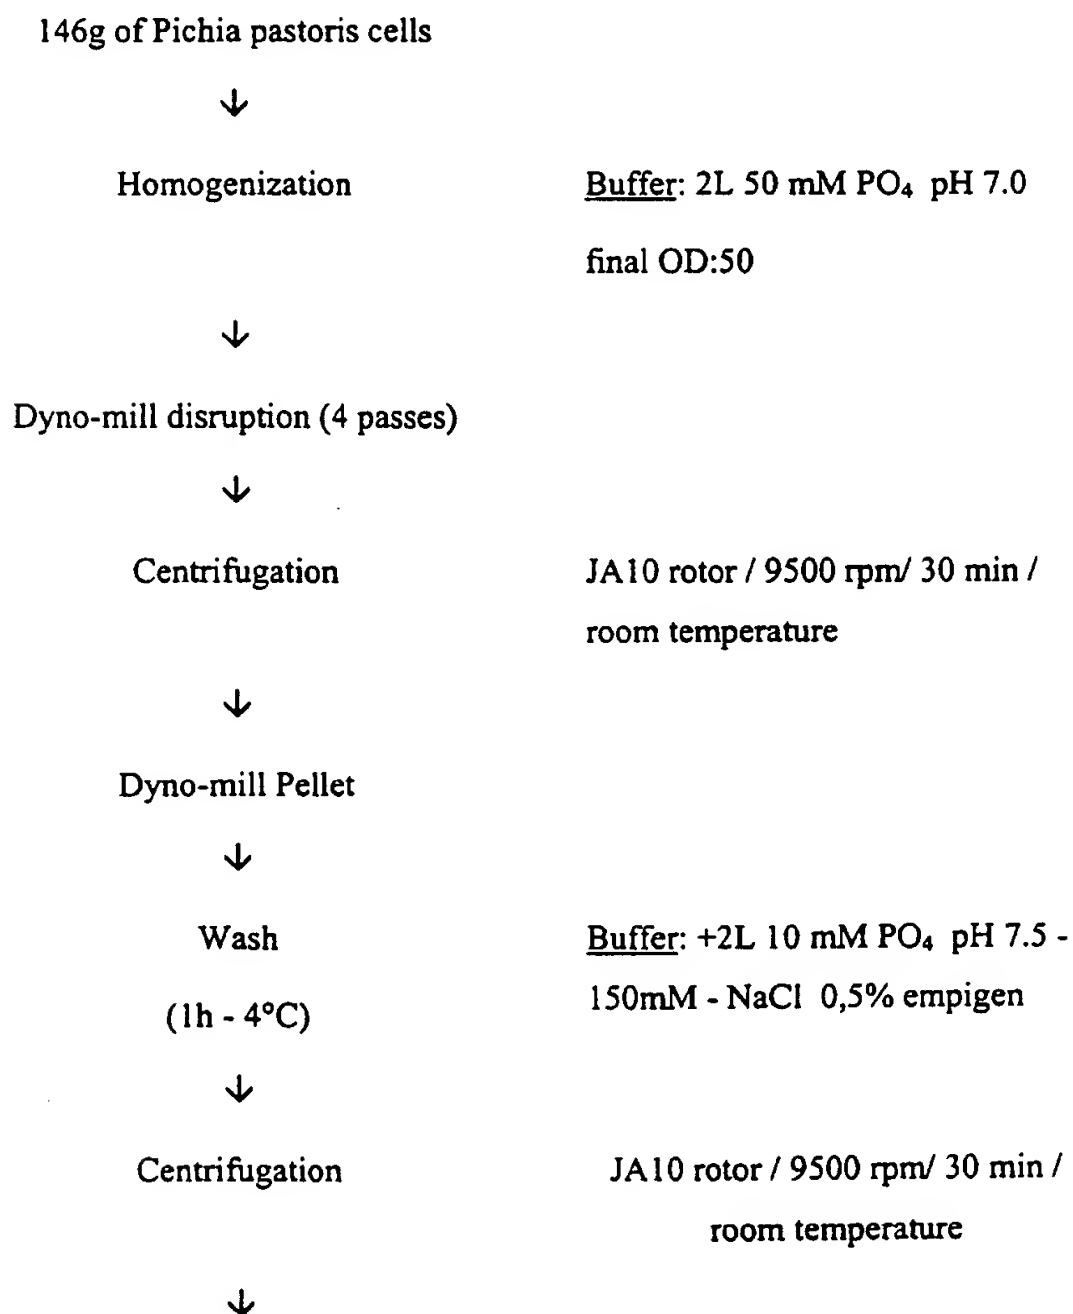 146g of Pichia pastoris cells
↓
Homogenization Buffer: 2L 50 mM PO₄ pH 7.0
final OD:50
↓
Dyno-mill disruption (4 passes)
↓
Centrifugation JA10 rotor / 9500 rpm/ 30 min /
room temperature
↓
Dyno-mill Pellet
↓
Wash Buffer: +2L 10 mM PO₄ pH 7.5 -
(1h - 4°C) 150mM - NaCl 0,5% empigen
↓
Centrifugation JA10 rotor / 9500 rpm/ 30 min /
room temperature
↓